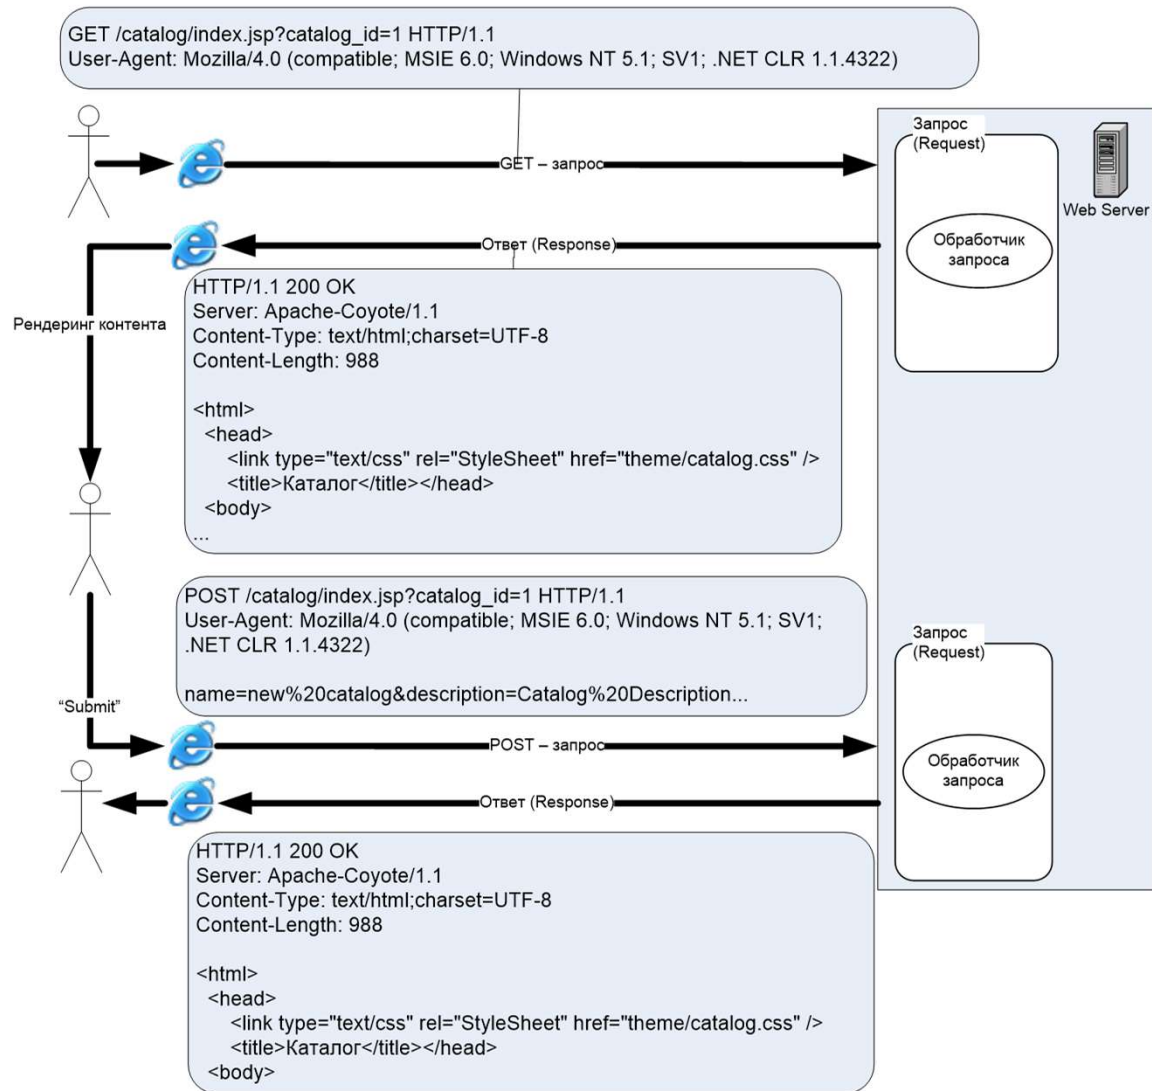 GET /catalog/index.jsp?catalog_id=1 HTTP/1.1
User-Agent: Mozilla/4.0 (compatible; MSIE 6.0; Windows NT 5.1; SV1; .NET CLR 1.1.4322)
Запрос
(Request)
GET – запрос
Web Server
Обработчик
запроса
Ответ (Response)
HTTP/1.1 200 OK
Server: Apache-Coyote/1.1
Content-Type: text/html;charset=UTF-8
Content-Length: 988
<html>
<head>
<link type="text/css" rel="StyleSheet" href="theme/catalog.css" />
<title>Каталог</title></head>
<body>
...
Рендеринг контента
POST /catalog/index.jsp?catalog_id=1 HTTP/1.1
User-Agent: Mozilla/4.0 (compatible; MSIE 6.0; Windows NT 5.1; SV1;
.NET CLR 1.1.4322)
name=new%20catalog&description=Catalog%20Description...
Запрос
(Request)
“Submit”
POST – запрос
Обработчик
запроса
Ответ (Response)
HTTP/1.1 200 OK
Server: Apache-Coyote/1.1
Content-Type: text/html;charset=UTF-8
Content-Length: 988
<html>
<head>
<link type="text/css" rel="StyleSheet" href="theme/catalog.css" />
<title>Каталог</title></head>
<body>